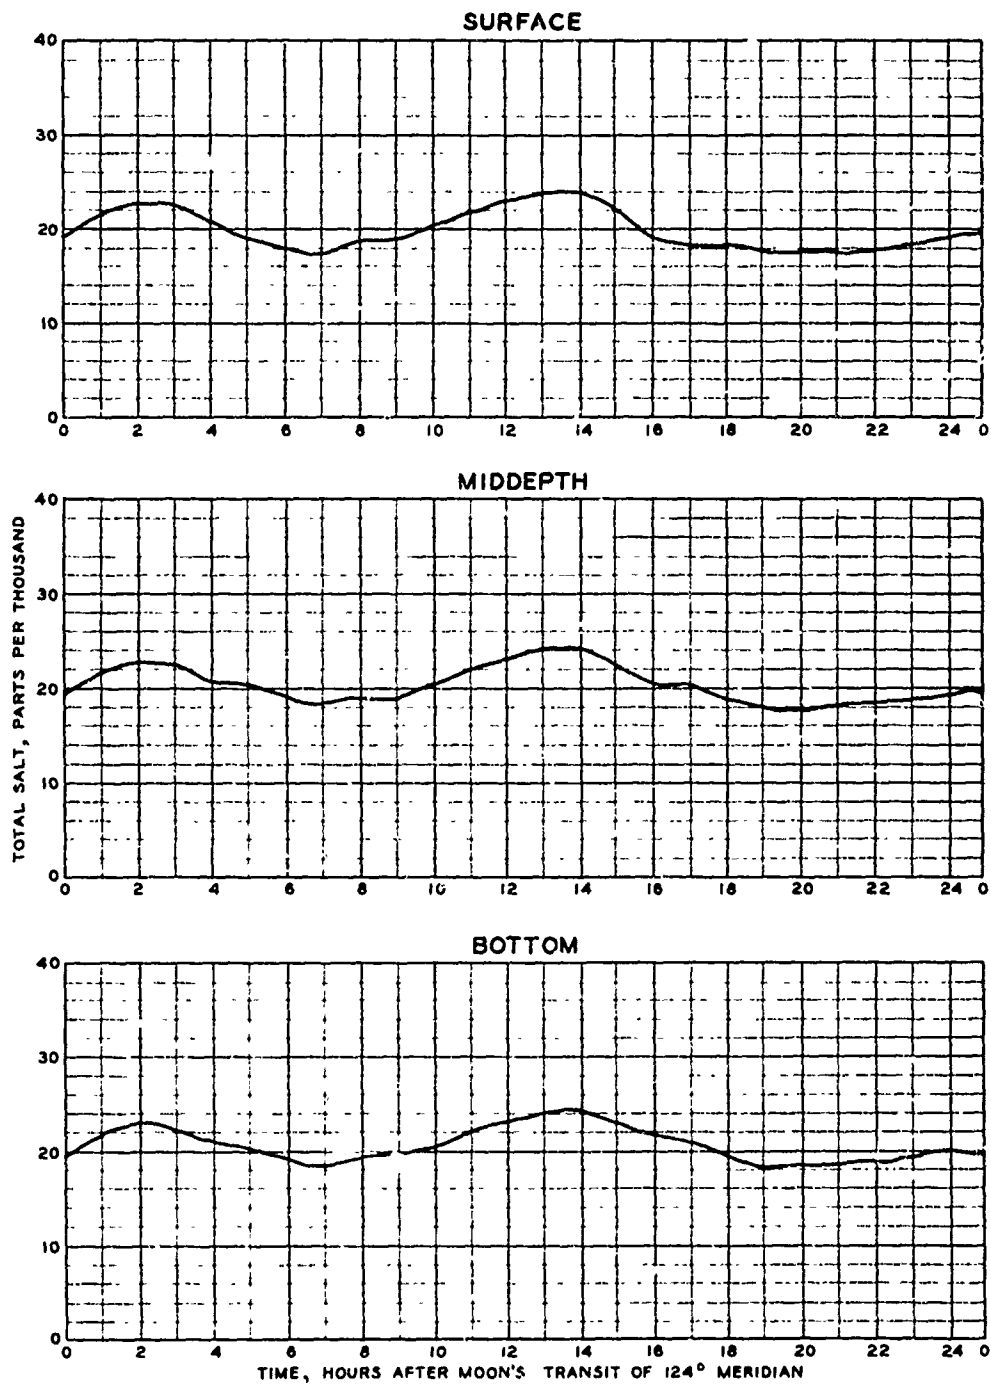 SURFACE
40
30
20
10
0
0 2 4 6 8 10 12 14 16 18 20 22 24 0
MIDDEPTH
TOTAL SALT, PARTS PER THOUSAND
40
30
20
10
0
0 2 4 6 8 10 12 14 16 18 20 22 24 0
BOTTOM
40
30
20
10
0
0 2 4 6 8 10 12 14 16 18 20 22 24 0
TIME, HOURS AFTER MOON'S TRANSIT OF 124° MERIDIAN